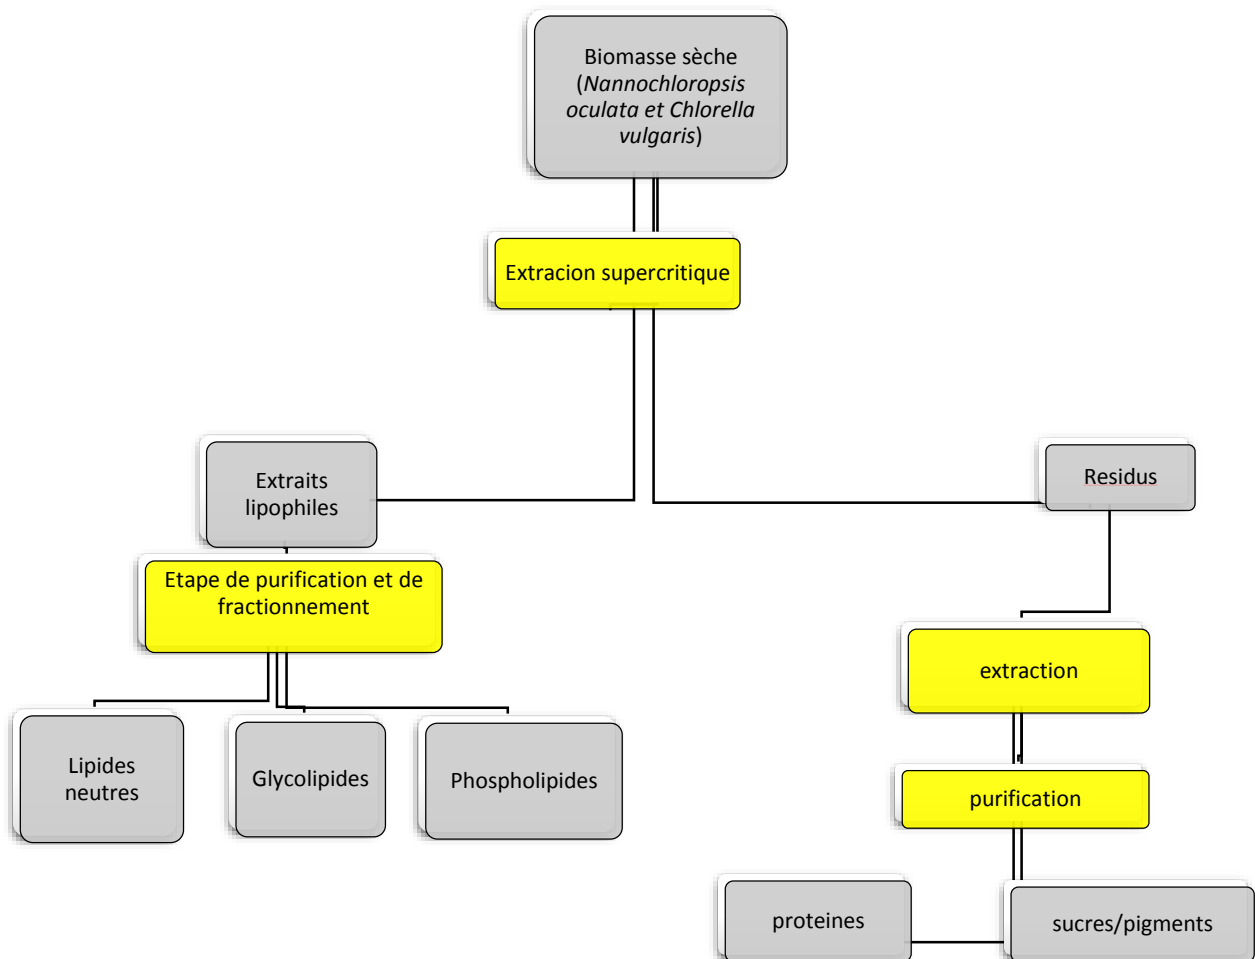 Biomasse sèche
(Nannochloropsis
oculata et Chlorella
vulgaris)
Extracion supercritique
Extraits
lipophiles
Residus
Etape de purification et de
fractionnement
extraction
Lipides
neutres
Glycolipides
Phospholipides
purification
proteines
sucres/pigments